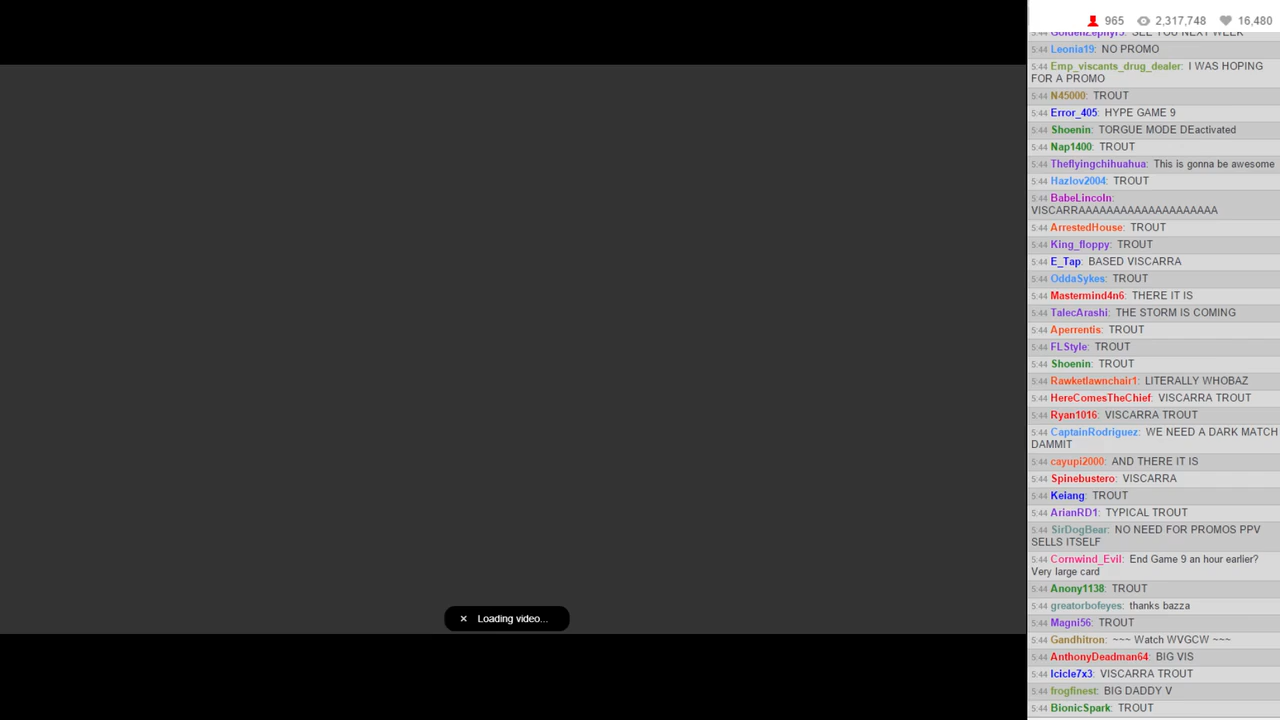 965 2,317,748 16,480
5:44 GoldenZephyr5: SEE YOU NEXT WEEK
5:44 Leonia19: NO PROMO
5:44 Emp_viscants_drug_dealer: I WAS HOPING
FOR A PROMO
5:44 N45000: TROUT
5:44 Error_405: HYPE GAME 9
5:44 Shoenin: TORGUE MODE DEactivated
5:44 Nap1400: TROUT
5:44 Theflyingchihuahua: This is gonna be awesome
5:44 Hazlov2004: TROUT
5:44 BabeLincoln:
VISCARRAAAAAAAAAAAAAAAAAAAA
5:44 ArrestedHouse: TROUT
5:44 King_floppy: TROUT
5:44 E_Tap: BASED VISCARRA
5:44 OddaSykes: TROUT
5:44 Mastermind4n6: THERE IT IS
5:44 TalecArashi: THE STORM IS COMING
5:44 Aperrentis: TROUT
5:44 FLStyle: TROUT
5:44 Shoenin: TROUT
5:44 Rawketlawnchair1: LITERALLY WHOBAZ
5:44 HereComesTheChief: VISCARRA TROUT
5:44 Ryan1016: VISCARRA TROUT
5:44 CaptainRodriguez: WE NEED A DARK MATCH
DAMMIT
5:44 cayupi2000: AND THERE IT IS
5:44 Spinebustero: VISCARRA
5:44 Keiang: TROUT
5:44 ArianRD1: TYPICAL TROUT
5:44 SirDogBear: NO NEED FOR PROMOS PPV
SELLS ITSELF
5:44 Cornwind_Evil: End Game 9 an hour earlier?
Very large card
5:44 Anony1138: TROUT
5:44 greatorbofeyes: thanks bazza
5:44 Magni56: TROUT
5:44 Gandhitron: ~~~ Watch WVGCW ~~~
5:44 AnthonyDeadman64: BIG VIS
5:44 Icicle7x3: VISCARRA TROUT
5:44 frogfinest: BIG DADDY V
5:44 BionicSpark: TROUT
× Loading video...